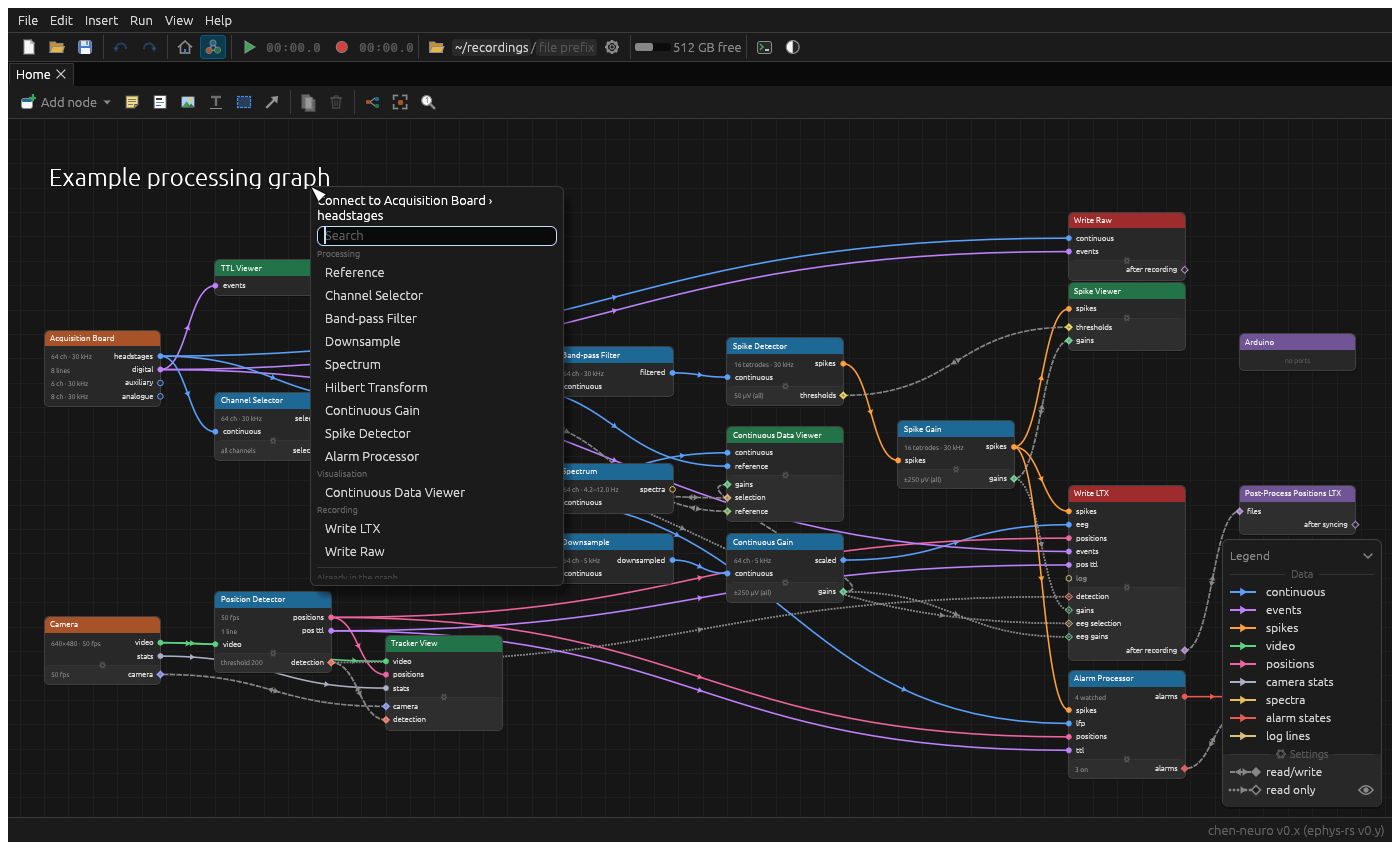 File Edit Insert Run View Help
00:00.0 00:00.0 ~/recordings/file prefix 512 GB free
Home
Add node
Example processing graph
Connect to Acquisition Board ›
headstages
Search
Processing
Reference
Channel Selector
Band-pass Filter
Downsample
Spectrum
Hilbert Transform
Continuous Gain
Spike Detector
Alarm Processor
Visualisation
Continuous Data Viewer
Recording
Write LTX
Write Raw
Already in the graph
TTL Viewer
events
Acquisition Board
64 ch · 30 kHz headstages
8 lines digital
6 ch · 30 kHz auxiliary
8 ch · 30 kHz analogue
Channel Selector
64 ch · 30 kHz selec
continuous
all channels selec
Band-pass Filter
64 ch · 30 kHz filtered
continuous
Spectrum
64 ch · 4.2–12.0 Hz spectra
continuous
Downsample
64 ch · 5 kHz downsampled
continuous
Spike Detector
16 tetrodes · 30 kHz spikes
continuous
50 µV (all) thresholds
Continuous Data Viewer
continuous
reference
gains
selection
reference
Continuous Gain
64 ch · 5 kHz scaled
continuous
±250 µV (all) gains
Spike Gain
16 tetrodes · 30 kHz spikes
spikes
±250 µV (all) gains
Write Raw
continuous
events
after recording
Spike Viewer
spikes
thresholds
gains
Arduino
no ports
Write LTX
spikes
eeg
positions
events
pos ttl
log
detection
gains
eeg selection
eeg gains
after recording
Post-Process Positions LTX
files
after syncing
Camera
640×480 · 50 fps video
stats
50 fps camera
Position Detector
50 fps positions
1 line pos ttl
video
threshold 200 detection
Tracker View
video
positions
stats
camera
detection
Alarm Processor
4 watched alarms
spikes
lfp
positions
ttl
3 on alarms
Legend
Data
continuous
events
spikes
video
positions
camera stats
spectra
alarm states
log lines
Settings
read/write
read only
chen-neuro v0.x (ephys-rs v0.y)